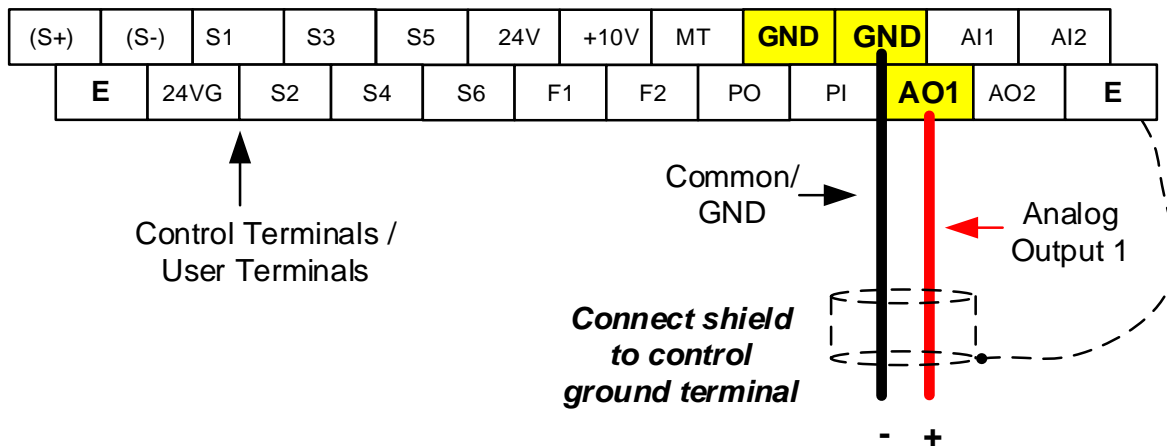 (S+) (S-) S1 S3 S5 24V +10V MT GND GND AI1 AI2
E 24VG S2 S4 S6 F1 F2 PO PI AO1 AO2 E
Control Terminals /
User Terminals
Common/
GND
Analog
Output 1
Connect shield
to control
ground terminal
- +